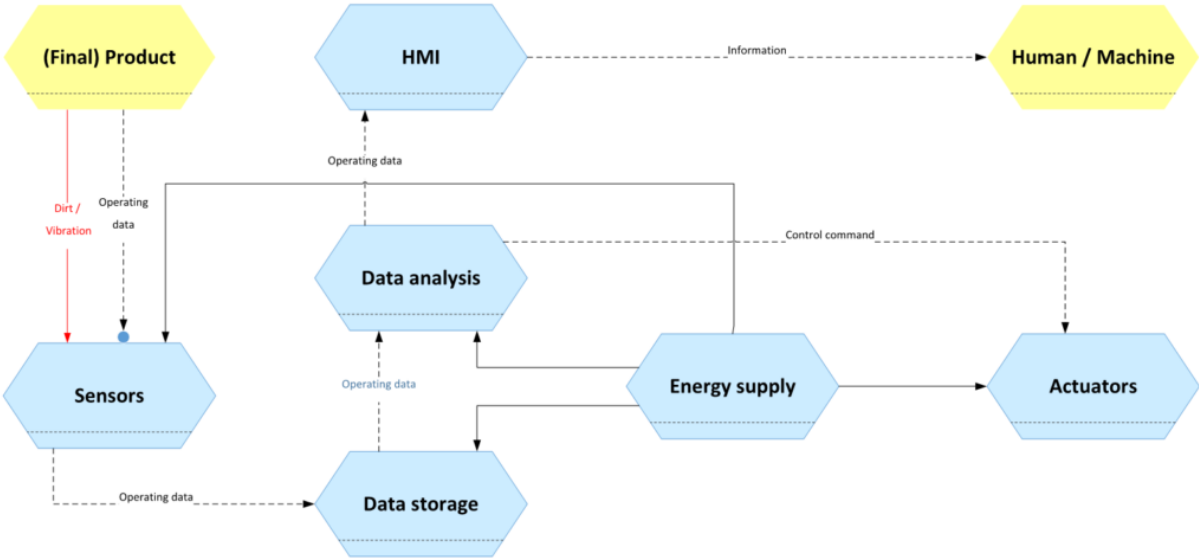 (Final) Product
HMI
Information
Human / Machine
Operating data
Dirt /
Vibration
Operating
data
Control command
Data analysis
Operating data
Sensors
Energy supply
Actuators
Operating data
Data storage